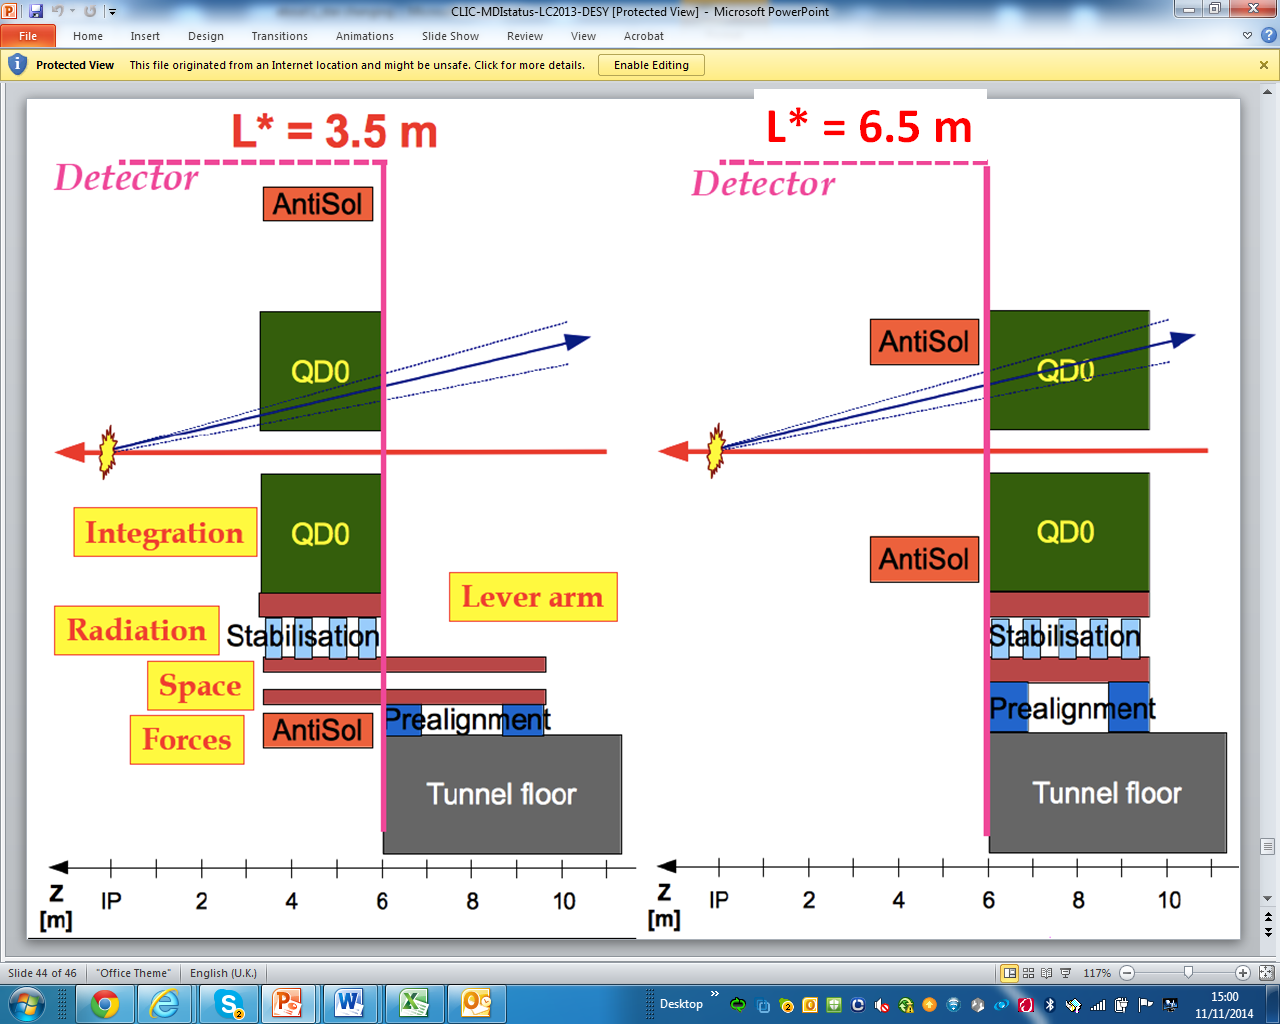 CLIC-MDIstatus-LC2013-DESY [Protected View] - Microsoft PowerPoint
File Home Insert Design Transitions Animations Slide Show Review View Acrobat
Protected View This file originated from an Internet location and might be unsafe. Click for more details. Enable Editing
L* = 3.5 m
Detector
AntiSol
QD0
QD0
Integration
Lever arm
Radiation
Stabilisation
Space
Forces
AntiSol
Prealignment
Tunnel floor
Z
[m]
IP 2 4 6 8 10
L* = 6.5 m
Detector
AntiSol
QD0
QD0
AntiSol
Stabilisation
Prealignment
Tunnel floor
Z
[m]
IP 2 4 6 8 10
Slide 44 of 46 "Office Theme" English (U.K.) 117%
Desktop
15:00
11/11/2014